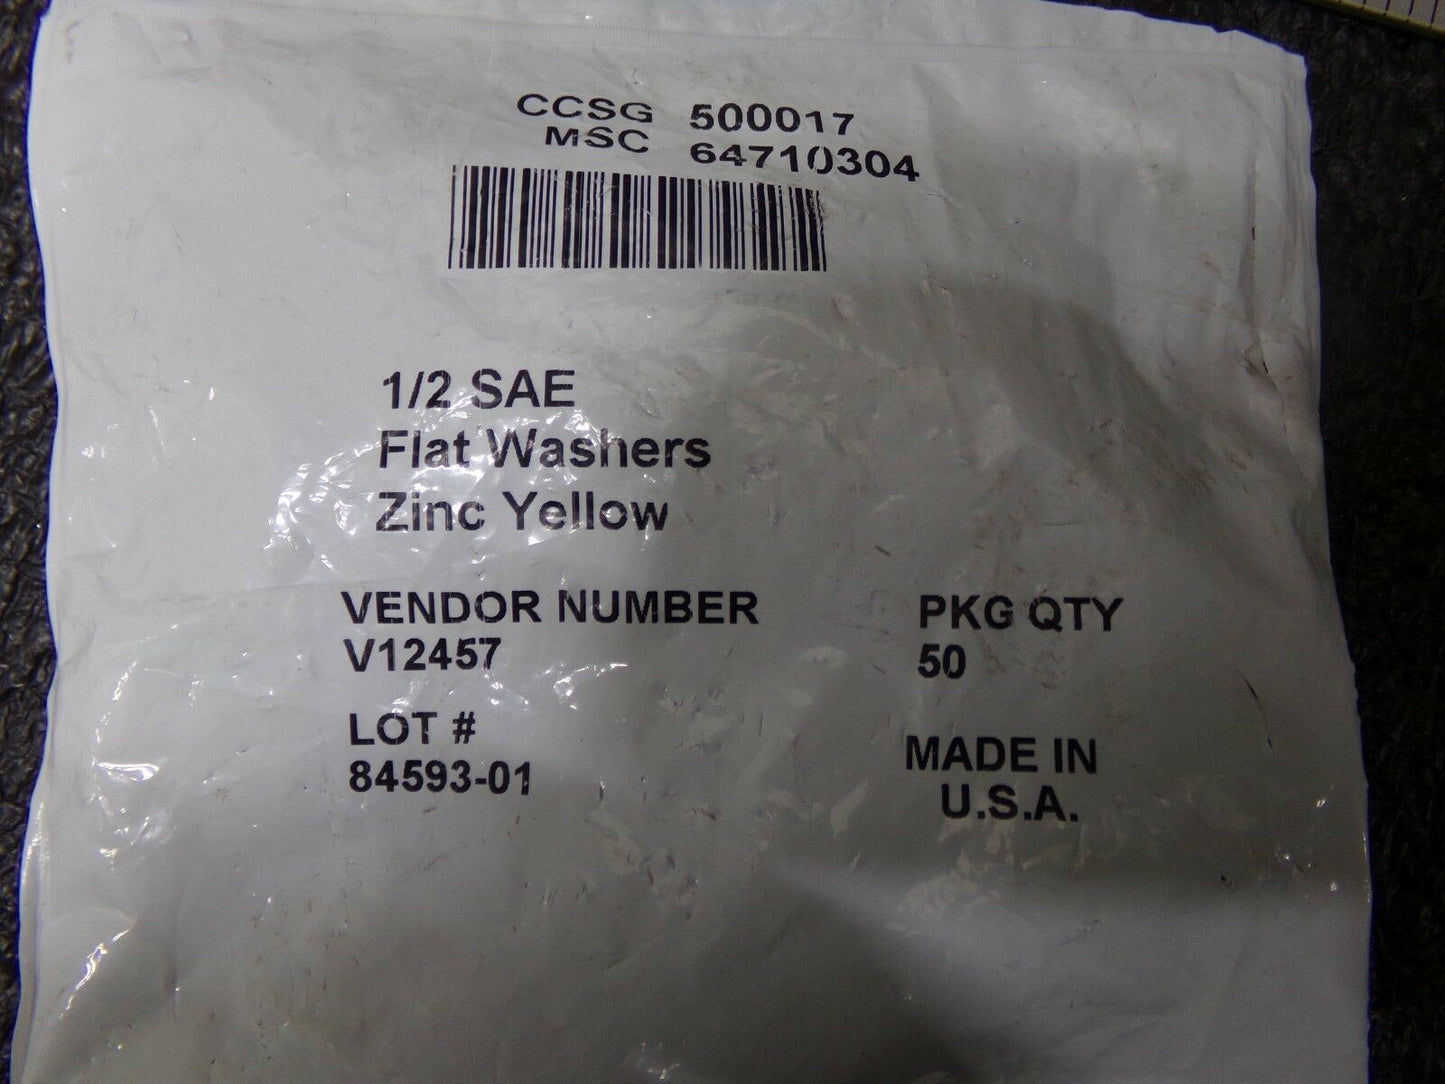 CCSG 500017
MSC 64710304
1/2 SAE
Flat Washers
Zinc Yellow
VENDOR NUMBER
V12457
PKG QTY
50
LOT #
84593-01
MADE IN
U.S.A.